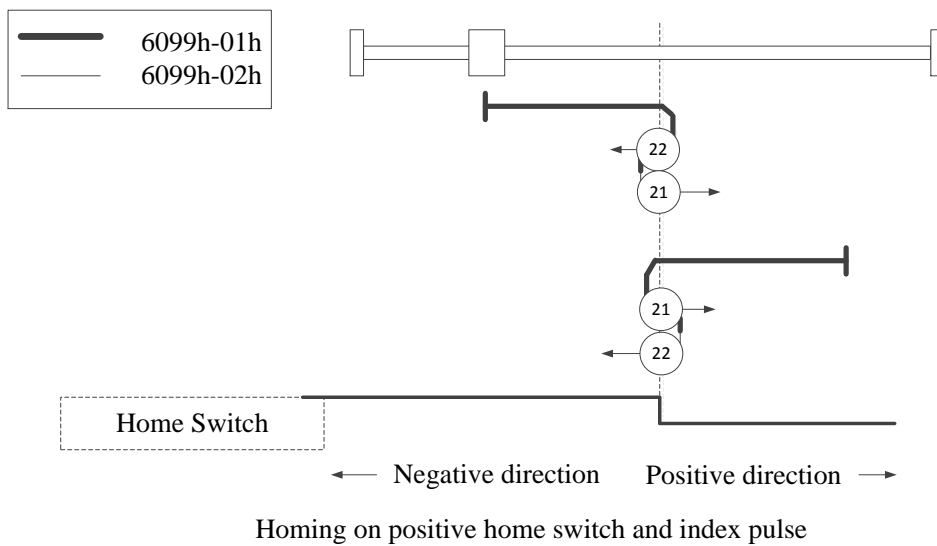 6099h-01h
6099h-02h
22
21
21
22
Home Switch
Negative direction
Positive direction
Homing on positive home switch and index pulse